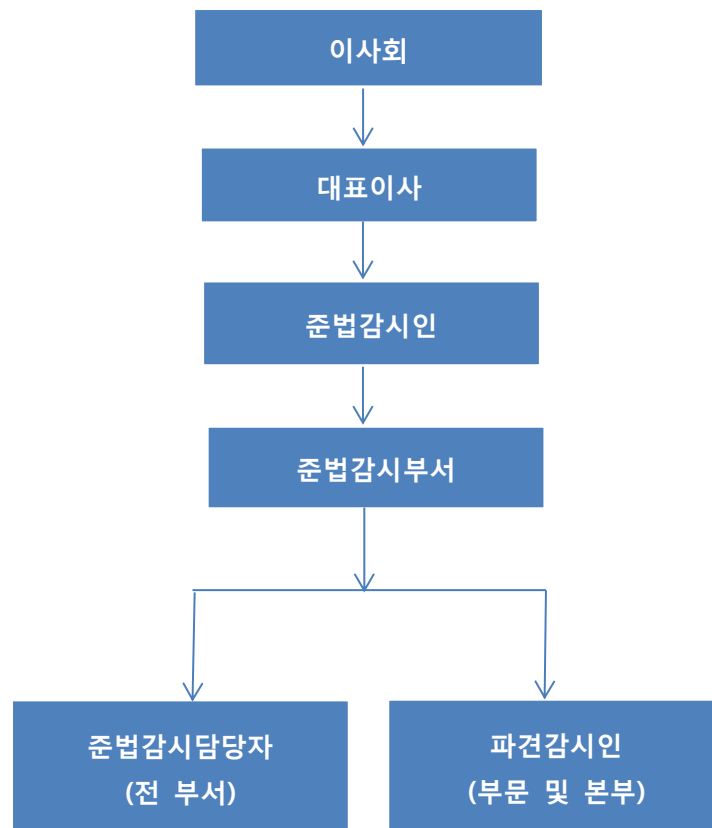 이사회
대표이사
준법감시인
준법감시부서
준법감시담당자
(전 부서)
파견감시인
(부문 및 본부)